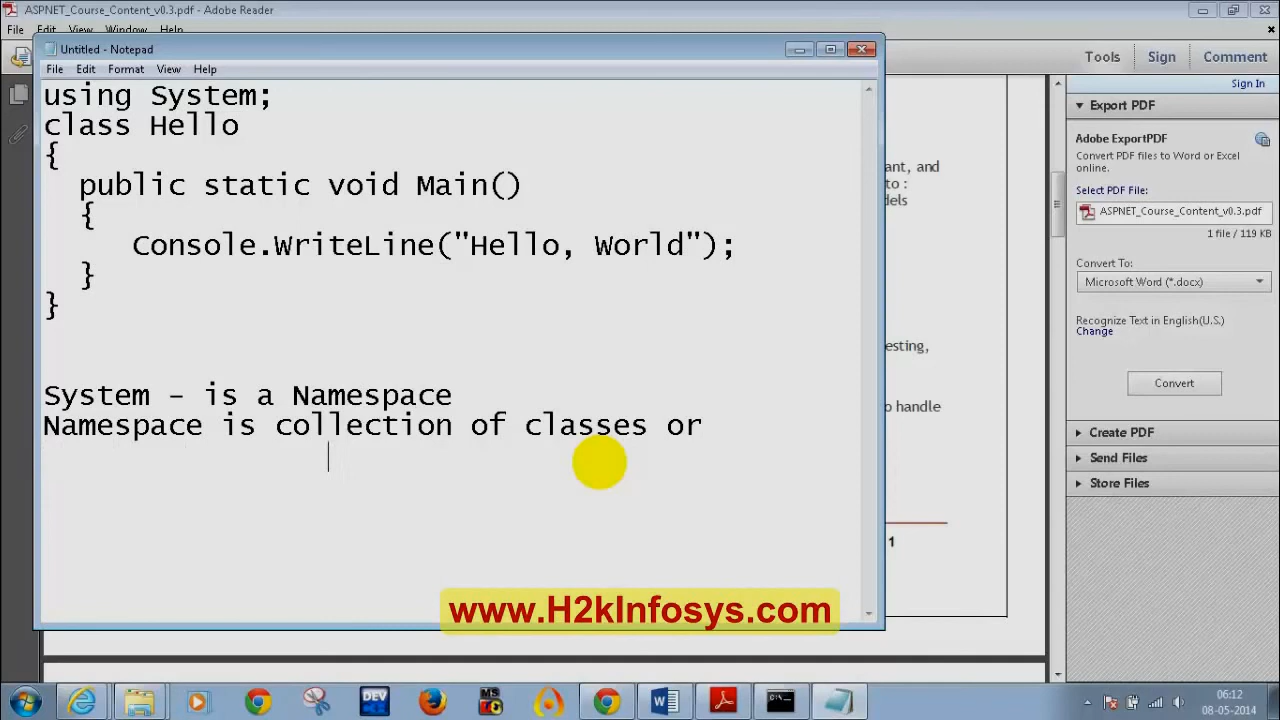 ASPNET_Course_Content_v0.3.pdf - Adobe Reader
File Edit View Window Help
Untitled - Notepad
File Edit Format View Help
using System;
class Hello
{
public static void Main()
{
Console.WriteLine("Hello, World");
}
}
System - is a Namespace
Namespace is collection of classes or
www.H2kInfosys.com
ant, and
to :
dels
esting,
o handle
1
Tools Sign Comment
Sign In
Export PDF
Adobe ExportPDF
Convert PDF files to Word or Excel
online.
Select PDF File:
ASPNET_Course_Content_v0.3.pdf
1 file / 119 KB
Convert To:
Microsoft Word (*.docx)
Recognize Text in English(U.S.)
Change
Convert
Create PDF
Send Files
Store Files
DEV
MS
W
06:12
08-05-2014